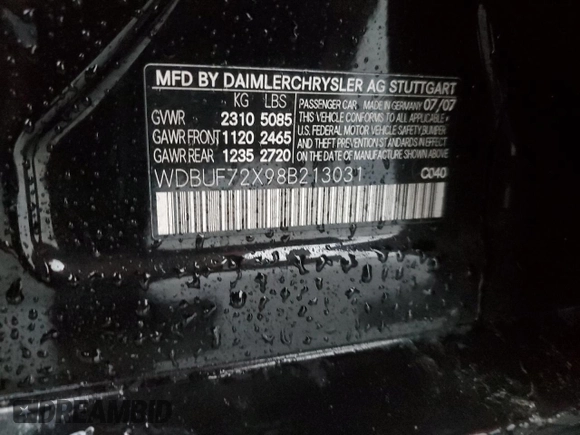 MFD BY DAIMLERCHRYSLER AG STUTTGART
KG LBS
GVWR 2310 5085
GAWR FRONT 1120 2465
GAWR REAR 1235 2720
PASSENGER CAR MADE IN GERMANY 07/07
THIS VEHICLE CONFORMS TO ALL APPLICABLE
U.S. FEDERAL MOTOR VEHICLE SAFETY, BUMPER
AND THEFT PREVENTION STANDARDS IN EFFECT
ON THE DATE OF MANUFACTURE SHOWN ABOVE
WDBUF72X98B213031 C040
DREAMBID